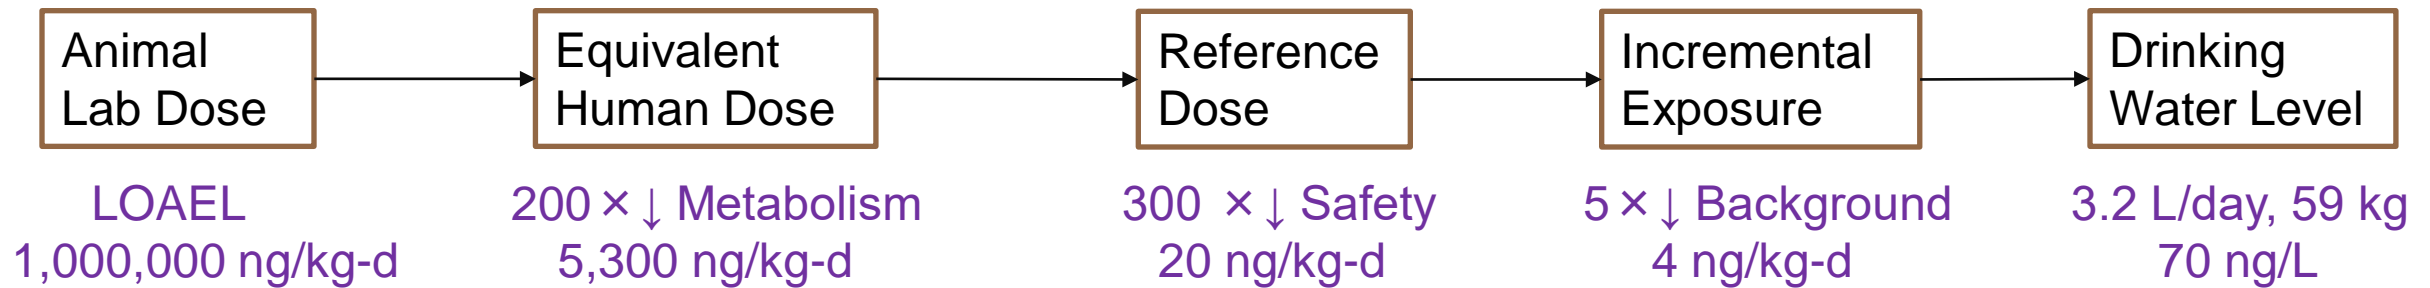 Animal
Lab Dose
Equivalent
Human Dose
Reference
Dose
Incremental
Exposure
Drinking
Water Level
LOAEL
1,000,000 ng/kg-d
200 × ↓ Metabolism
5,300 ng/kg-d
300 × ↓ Safety
20 ng/kg-d
5 × ↓ Background
4 ng/kg-d
3.2 L/day, 59 kg
70 ng/L